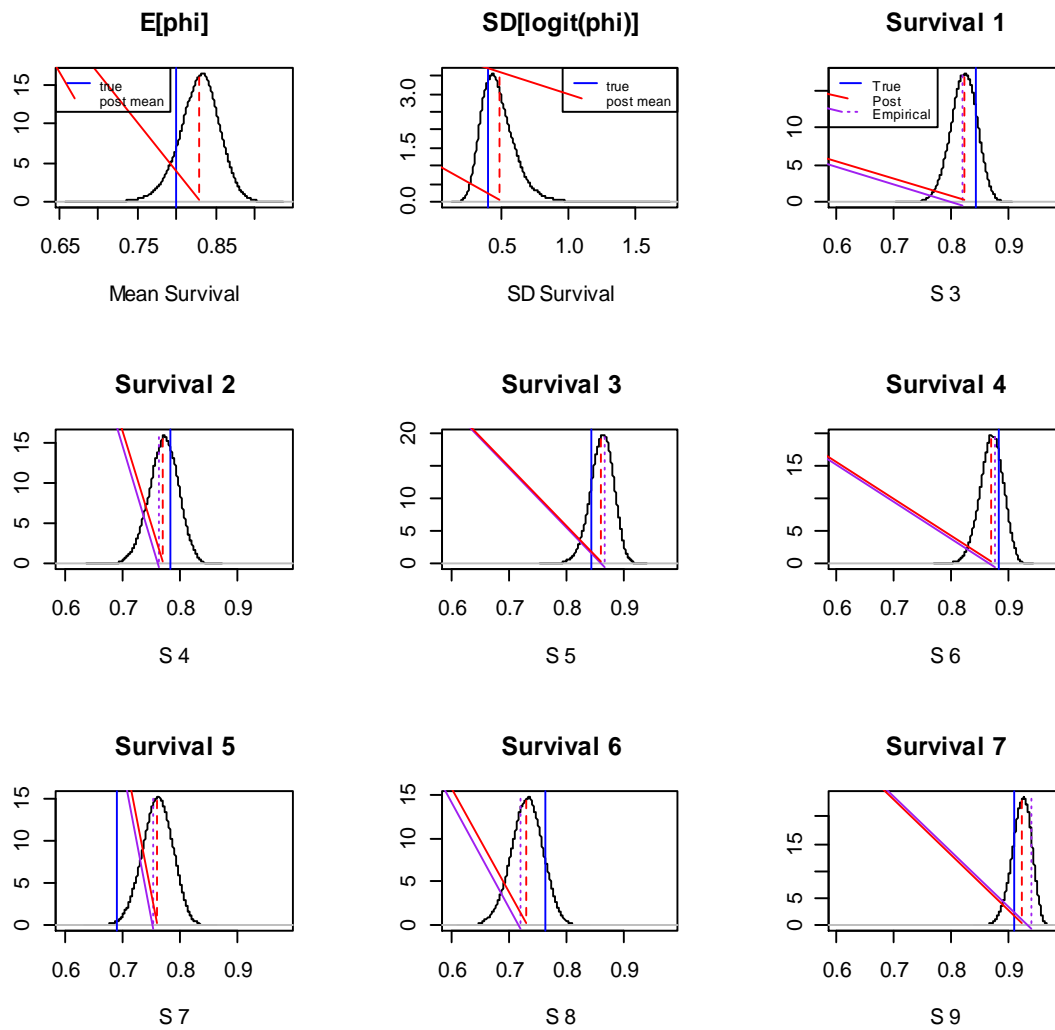 E[phi]
true
post mean
0 5 10 15
0.65 0.75 0.85
Mean Survival
SD[logit(phi)]
true
post mean
0.0 1.5 3.0
0.5 1.0 1.5
SD Survival
Survival 1
True
Post
Empirical
0 5 10
0.6 0.7 0.8 0.9
S 3
Survival 2
0 5 10 15
0.6 0.7 0.8 0.9
S 4
Survival 3
0 5 10 20
0.6 0.7 0.8 0.9
S 5
Survival 4
0 5 15
0.6 0.7 0.8 0.9
S 6
Survival 5
0 5 10 15
0.6 0.7 0.8 0.9
S 7
Survival 6
0 5 10 15
0.6 0.7 0.8 0.9
S 8
Survival 7
0 5 15
0.6 0.7 0.8 0.9
S 9